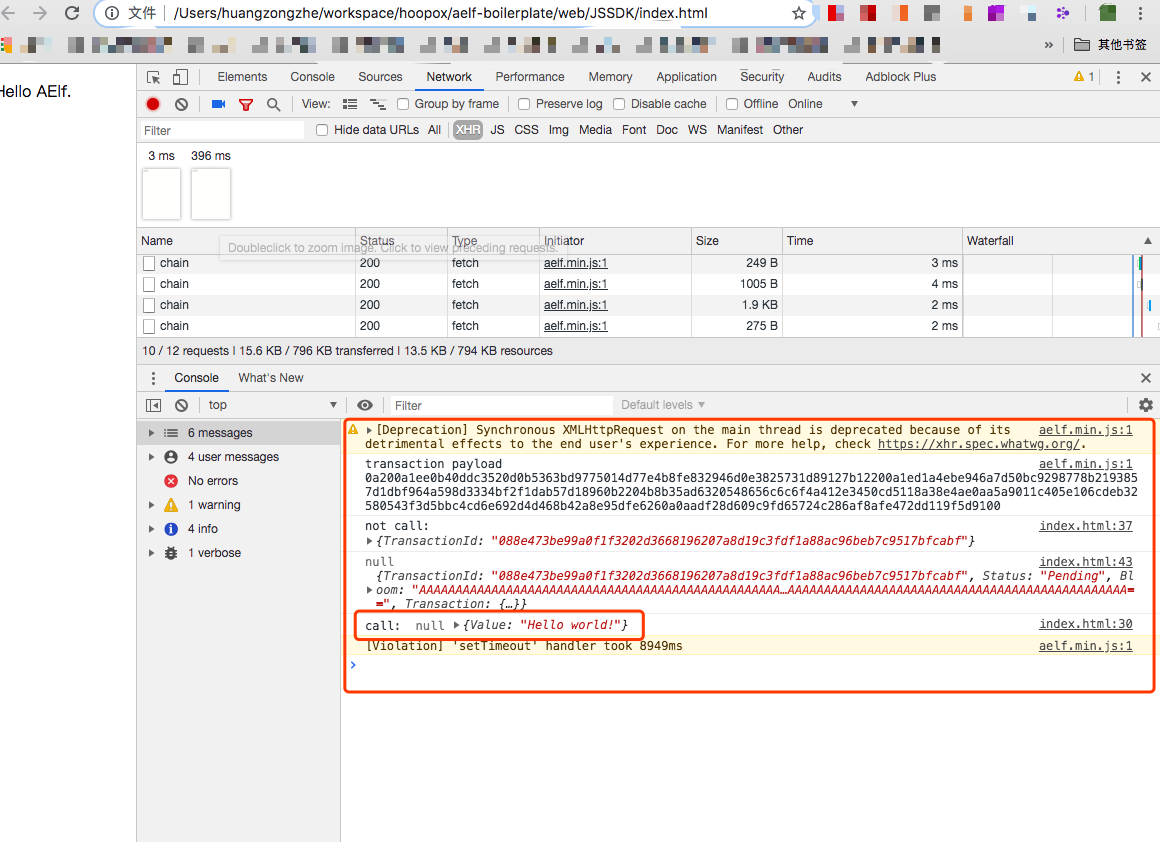 文件 /Users/huangzongzhe/workspace/hoopox/aelf-boilerplate/web/JSSDK/index.html
» 其他书签
Hello AElf.
Elements Console Sources Network Performance Memory Application Security Audits Adblock Plus 1
View: Group by frame Preserve log Disable cache Offline Online
Filter Hide data URLs All XHR JS CSS Img Media Font Doc WS Manifest Other
3 ms 396 ms
Name Status Type Initiator Size Time Waterfall
Doubleclick to zoom image. Click to view preceding requests.
chain 200 fetch aelf.min.js:1 249 B 3 ms
chain 200 fetch aelf.min.js:1 1005 B 4 ms
chain 200 fetch aelf.min.js:1 1.9 KB 2 ms
chain 200 fetch aelf.min.js:1 275 B 2 ms
10 / 12 requests | 15.6 KB / 796 KB transferred | 13.5 KB / 794 KB resources
Console What's New
top Filter Default levels
6 messages
4 user messages
No errors
1 warning
4 info
1 verbose
[Deprecation] Synchronous XMLHttpRequest on the main thread is deprecated because of its aelf.min.js:1
detrimental effects to the end user's experience. For more help, check https://xhr.spec.whatwg.org/.
transaction payload aelf.min.js:1
0a200a1ee0b40ddc3520d0b5363bd9775014d77e4b8fe832946d0e3825731d89127b12200a1ed1a4ebe946a7d50bc9298778b219385
7d1dbf964a598d3334bf2f1dab57d18960b2204b8b35ad6320548656c6c6f4a412e3450cd5118a38e4ae0aa5a9011c405e106cdeb32
580543f3d5bbc4cd6e692d4d468b42a8e95dfe6260a0aadf28d609c9fd65724c286af8afe472dd119f5d9100
not call: index.html:37
{TransactionId: "088e473be99a0f1f3202d3668196207a8d19c3fdf1a88ac96beb7c9517bfcabf"}
null index.html:43
{TransactionId: "088e473be99a0f1f3202d3668196207a8d19c3fdf1a88ac96beb7c9517bfcabf", Status: "Pending", Bl
oom: "AAAAAAAAAAAAAAAAAAAAAAAAAAAAAAAAAAAAAAAAAAAAAAAAAA…AAAAAAAAAAAAAAAAAAAAAAAAAAAAAAAAAAAAAAAAAAAAAAA=
=", Transaction: {…}}
call: null {Value: "Hello world!"} index.html:30
[Violation] 'setTimeout' handler took 8949ms aelf.min.js:1